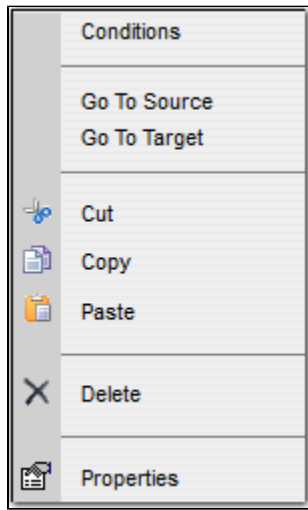 Conditions
Go To Source
Go To Target
Cut
Copy
Paste
Delete
Properties